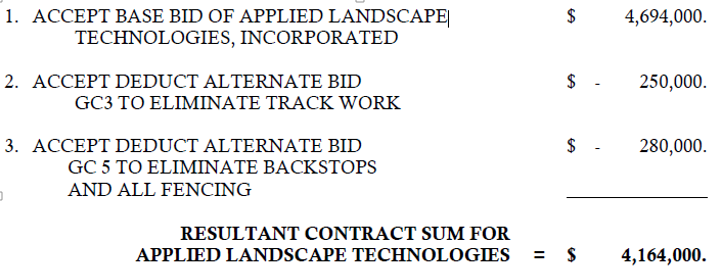 1. ACCEPT BASE BID OF APPLIED LANDSCAPE $ 4,694,000.
TECHNOLOGIES, INCORPORATED
2. ACCEPT DEDUCT ALTERNATE BID $ - 250,000.
GC3 TO ELIMINATE TRACK WORK
3. ACCEPT DEDUCT ALTERNATE BID $ - 280,000.
GC 5 TO ELIMINATE BACKSTOPS
AND ALL FENCING
RESULTANT CONTRACT SUM FOR
APPLIED LANDSCAPE TECHNOLOGIES = $ 4,164,000.